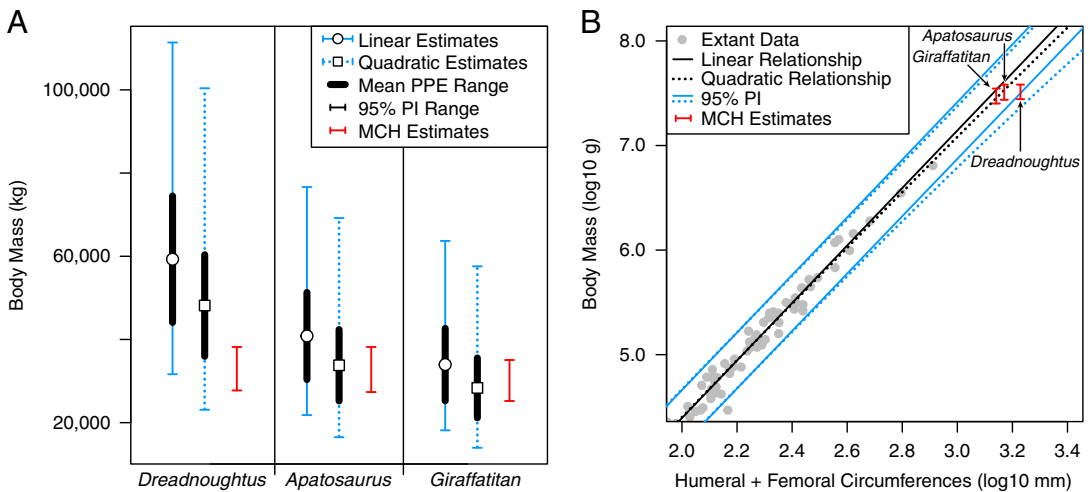 A
Linear Estimates
Quadratic Estimates
Mean PPE Range
95% PI Range
MCH Estimates
Body Mass (kg)
100,000
60,000
20,000
Dreadnoughtus
Apatosaurus
Giraffatitan
B
Extant Data
Linear Relationship
Quadratic Relationship
95% PI
MCH Estimates
Apatosaurus
Giraffatitan
Dreadnoughtus
Body Mass (log10 g)
8.0
7.0
6.0
5.0
2.0 2.2 2.4 2.6 2.8 3.0 3.2 3.4
Humeral + Femoral Circumferences (log10 mm)